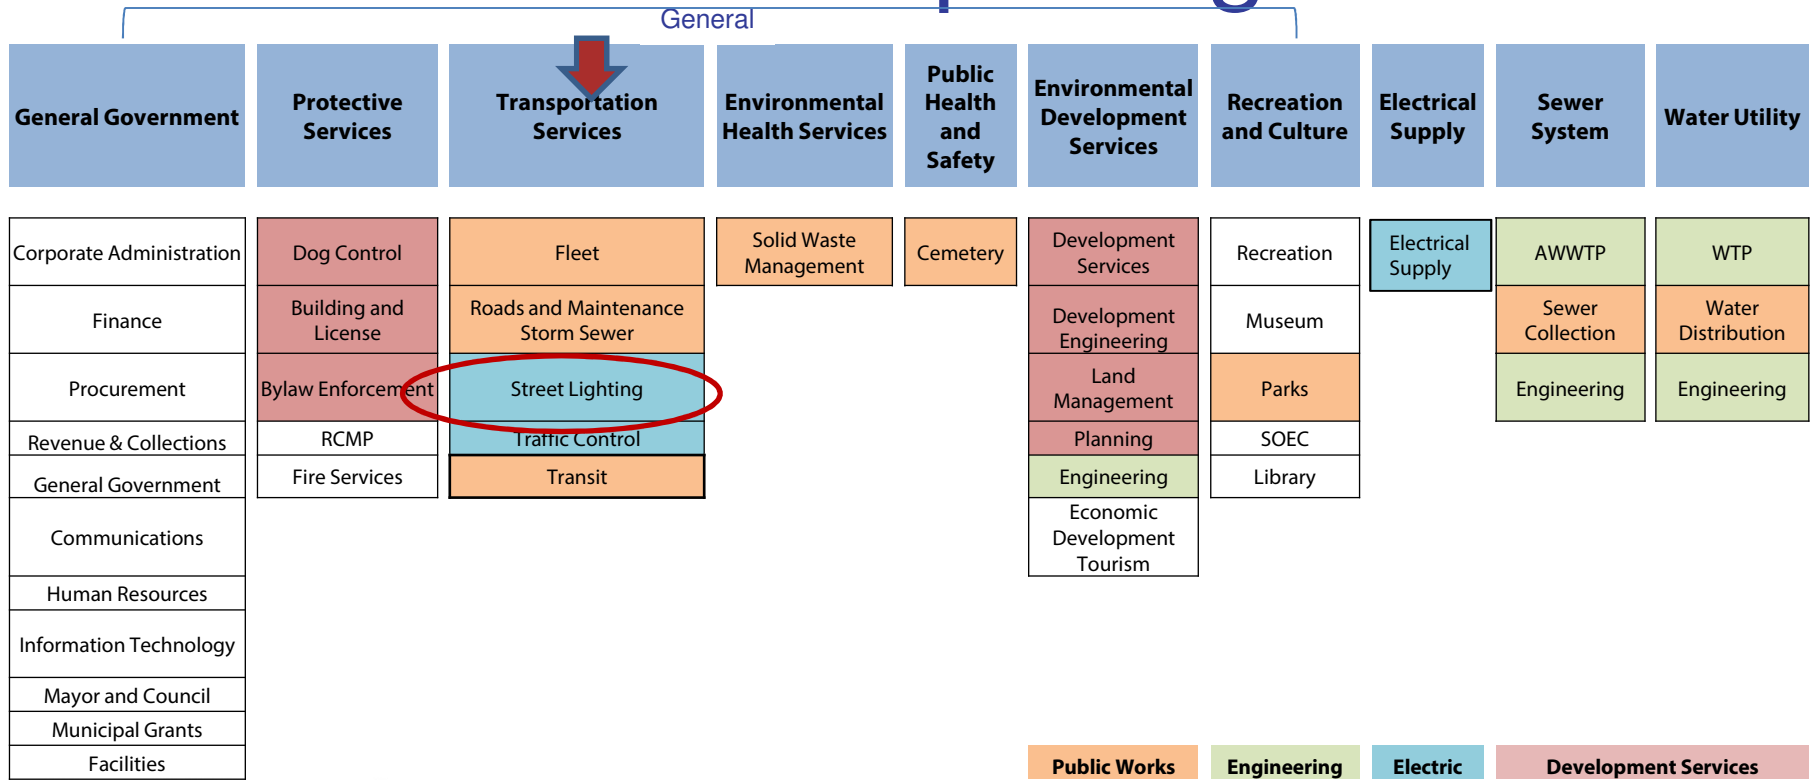 General
General Government
Protective
Services
Transportation
Services
Environmental
Health Services
Public
Health
and
Safety
Environmental
Development
Services
Recreation
and Culture
Electrical
Supply
Sewer
System
Water Utility
Corporate Administration
Finance
Procurement
Revenue & Collections
General Government
Communications
Human Resources
Information Technology
Mayor and Council
Municipal Grants
Facilities
Dog Control
Building and
License
Bylaw Enforcement
RCMP
Fire Services
Fleet
Roads and Maintenance
Storm Sewer
Street Lighting
Traffic Control
Transit
Solid Waste
Management
Cemetery
Development
Services
Development
Engineering
Land
Management
Planning
Engineering
Economic
Development
Tourism
Recreation
Museum
Parks
SOEC
Library
Electrical
Supply
AWWTP
Sewer
Collection
Engineering
WTP
Water
Distribution
Engineering
Public Works
Engineering
Electric
Development Services